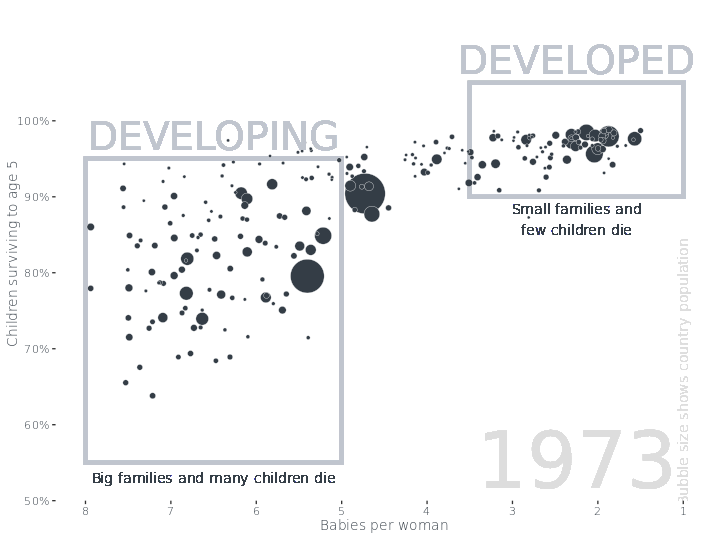 DEVELOPED
DEVELOPING
100%
90%
80%
70%
60%
50%
Children surviving to age 5
Small families and
few children die
Big families and many children die
1973
Bubble size shows country population
8 7 6 5 4 3 2 1
Babies per woman